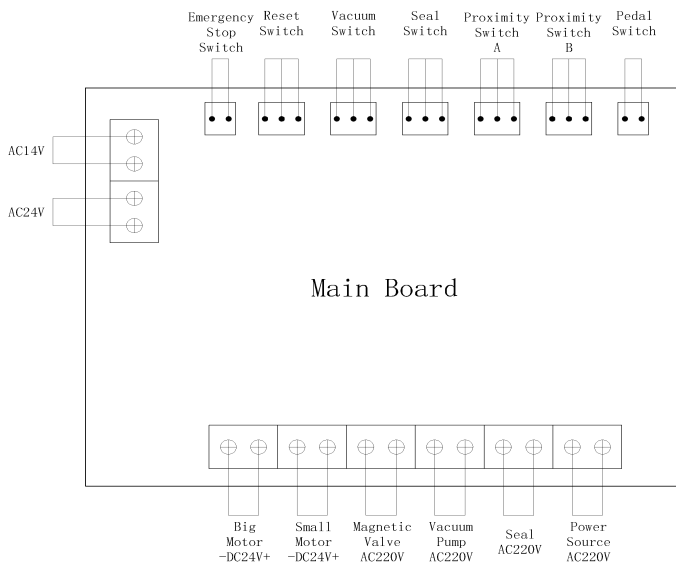 Emergency
Stop
Switch
Reset
Switch
Vacuum
Switch
Seal
Switch
Proximity
Switch
A
Proximity
Switch
B
Pedal
Switch
AC14V
AC24V
Main Board
Big
Motor
-DC24V+
Small
Motor
-DC24V+
Magnetic
Valve
AC220V
Vacuum
Pump
AC220V
Seal
AC220V
Power
Source
AC220V